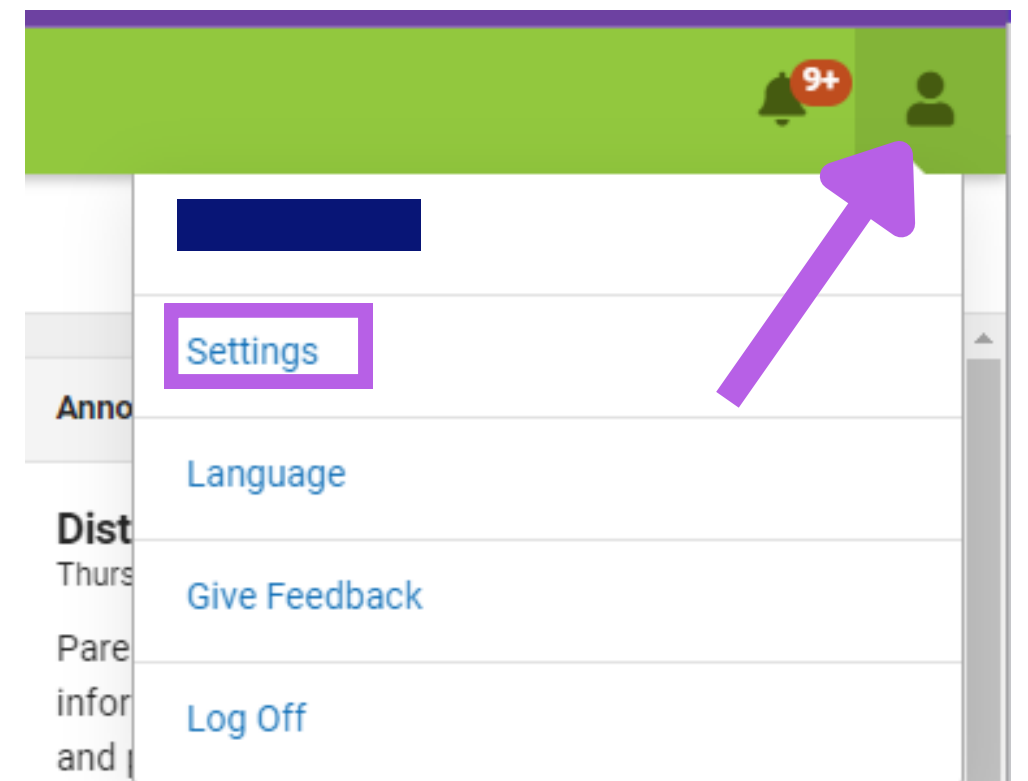 9+
Settings
Anno
Language
Dist
Thurs
Give Feedback
Pare
infor
Log Off
and